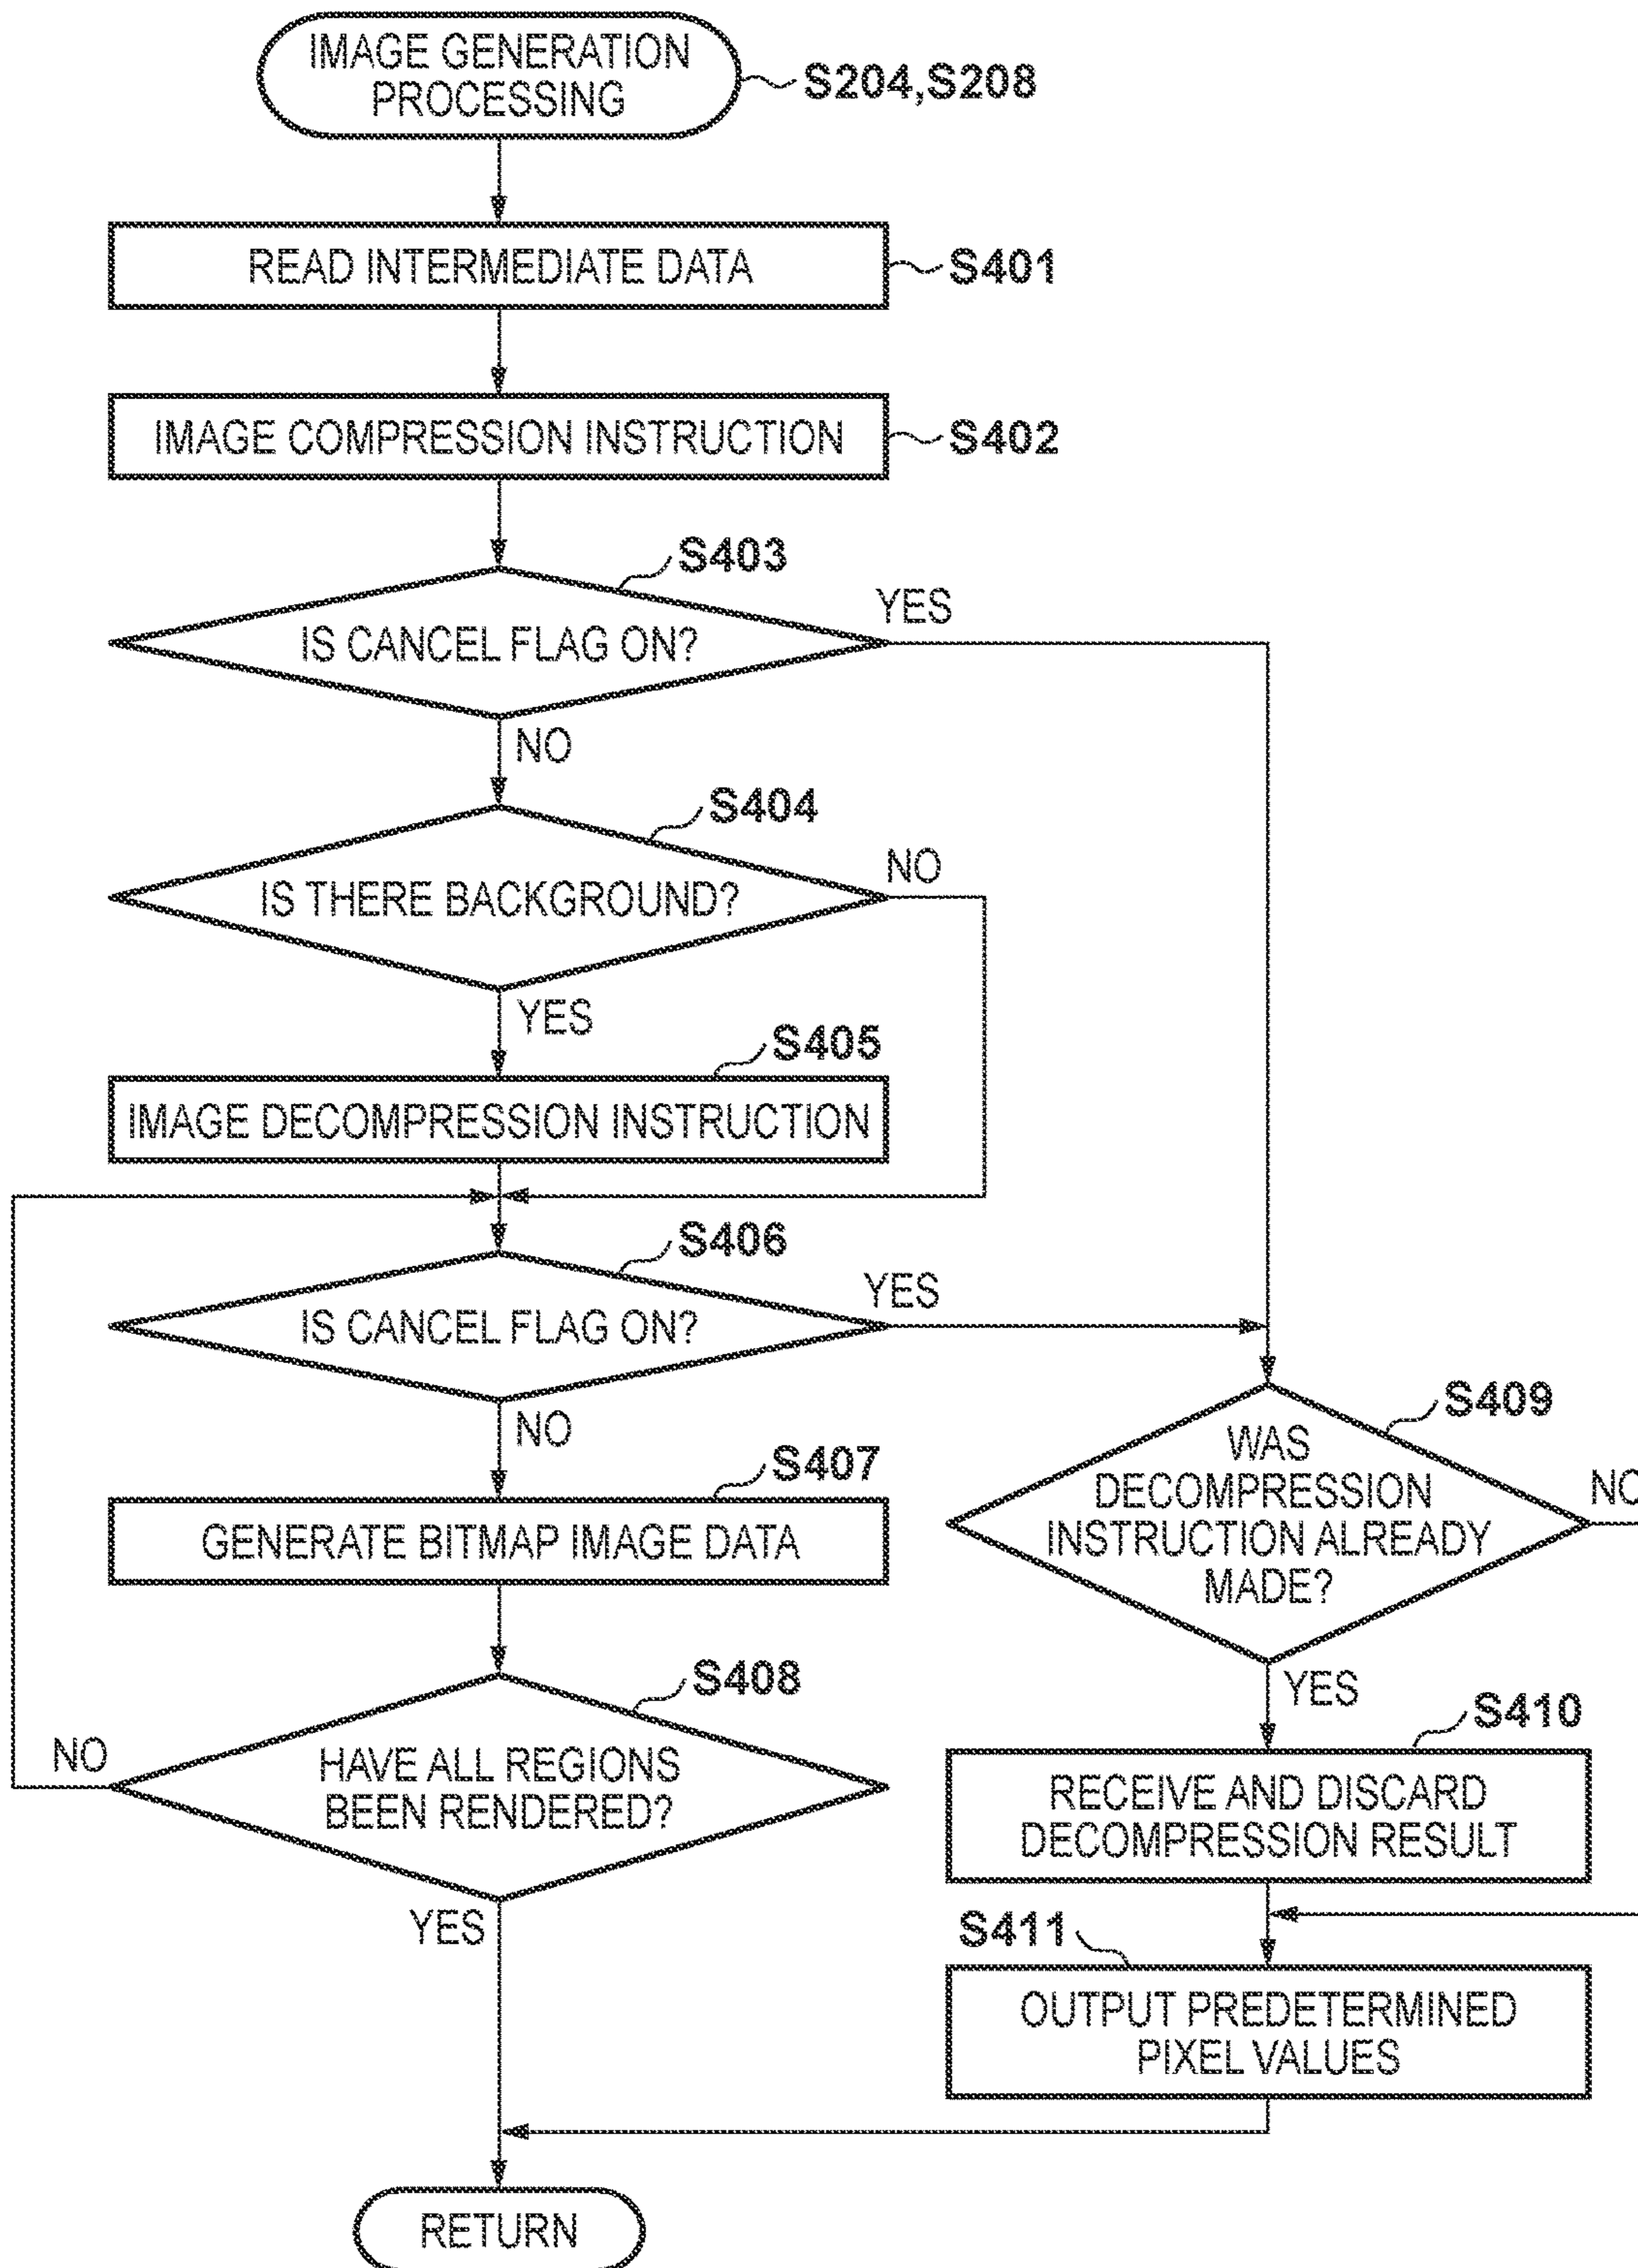 IMAGE GENERATION
PROCESSING
S204,S208
READ INTERMEDIATE DATA
S401
IMAGE COMPRESSION INSTRUCTION
S402
S403
IS CANCEL FLAG ON?
YES
NO
S404
IS THERE BACKGROUND?
NO
YES
S405
IMAGE DECOMPRESSION INSTRUCTION
S406
IS CANCEL FLAG ON?
YES
NO
S407
GENERATE BITMAP IMAGE DATA
S408
HAVE ALL REGIONS
BEEN RENDERED?
NO
YES
S409
WAS
DECOMPRESSION
INSTRUCTION ALREADY
MADE?
NO
YES
S410
RECEIVE AND DISCARD
DECOMPRESSION RESULT
S411
OUTPUT PREDETERMINED
PIXEL VALUES
RETURN